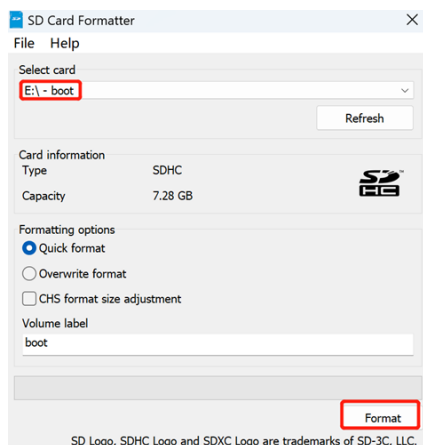 SD Card Formatter
File Help
Select card
E:\ - boot
Refresh
Card information
Type SDHC
Capacity 7.28 GB
SD
HC
Formatting options
Quick format
Overwrite format
CHS format size adjustment
Volume label
boot
Format
SD Logo, SDHC Logo and SDXC Logo are trademarks of SD-3C, LLC.